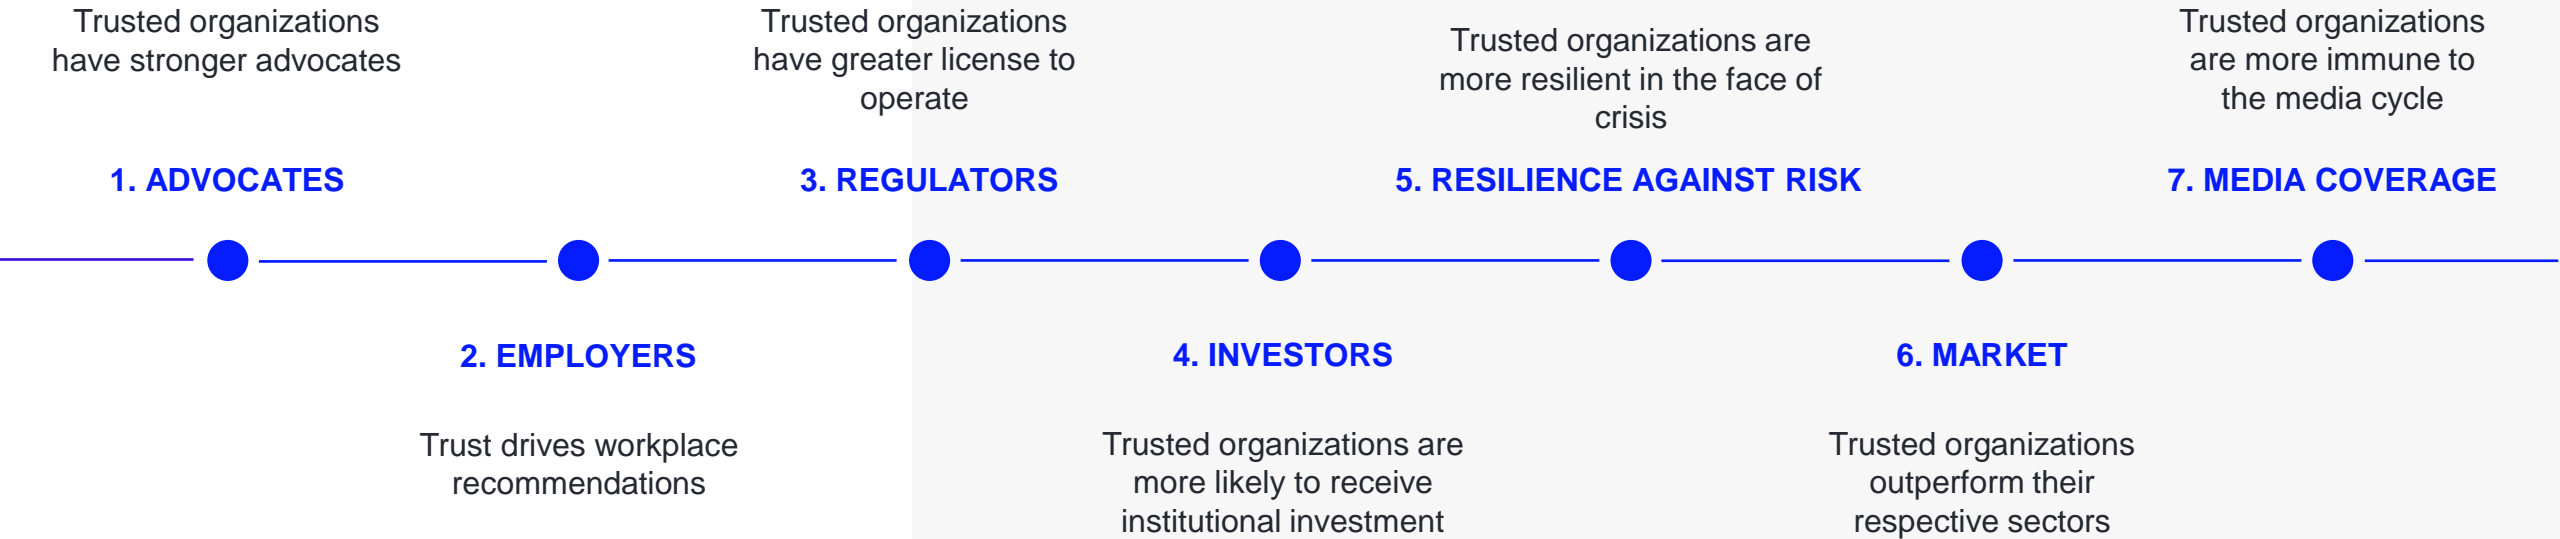 Trusted organizations
have stronger advocates
1. ADVOCATES
2. EMPLOYERS
Trust drives workplace
recommendations
Trusted organizations
have greater license to
operate
3. REGULATORS
4. INVESTORS
Trusted organizations are
more likely to receive
institutional investment
Trusted organizations are
more resilient in the face of
crisis
5. RESILIENCE AGAINST RISK
6. MARKET
Trusted organizations
outperform their
respective sectors
Trusted organizations
are more immune to
the media cycle
7. MEDIA COVERAGE